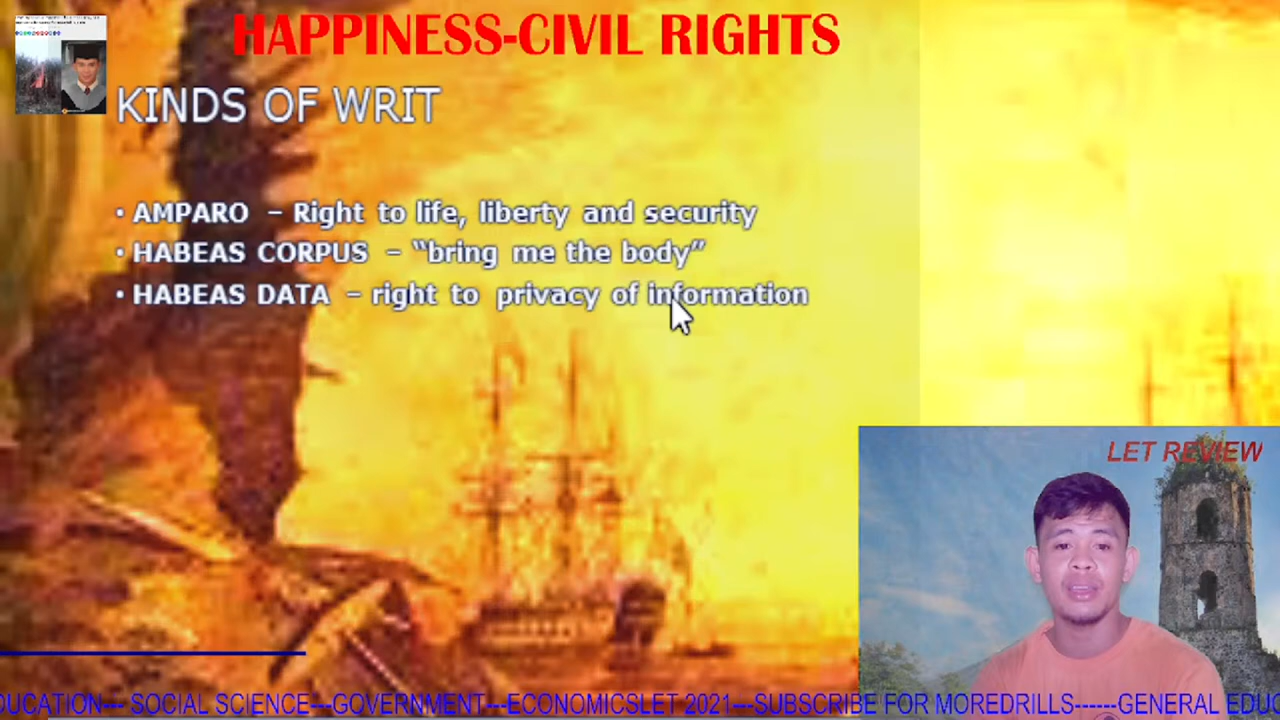 HAPPINESS-CIVIL RIGHTS
KINDS OF WRIT
• AMPARO – Right to life, liberty and security
• HABEAS CORPUS – “bring me the body”
• HABEAS DATA – right to privacy of information
LET REVIEW
DUCATION--- SOCIAL SCIENCE---GOVERNMENT---ECONOMICSLET 2021---SUBSCRIBE FOR MOREDRILLS------GENERAL EDUC